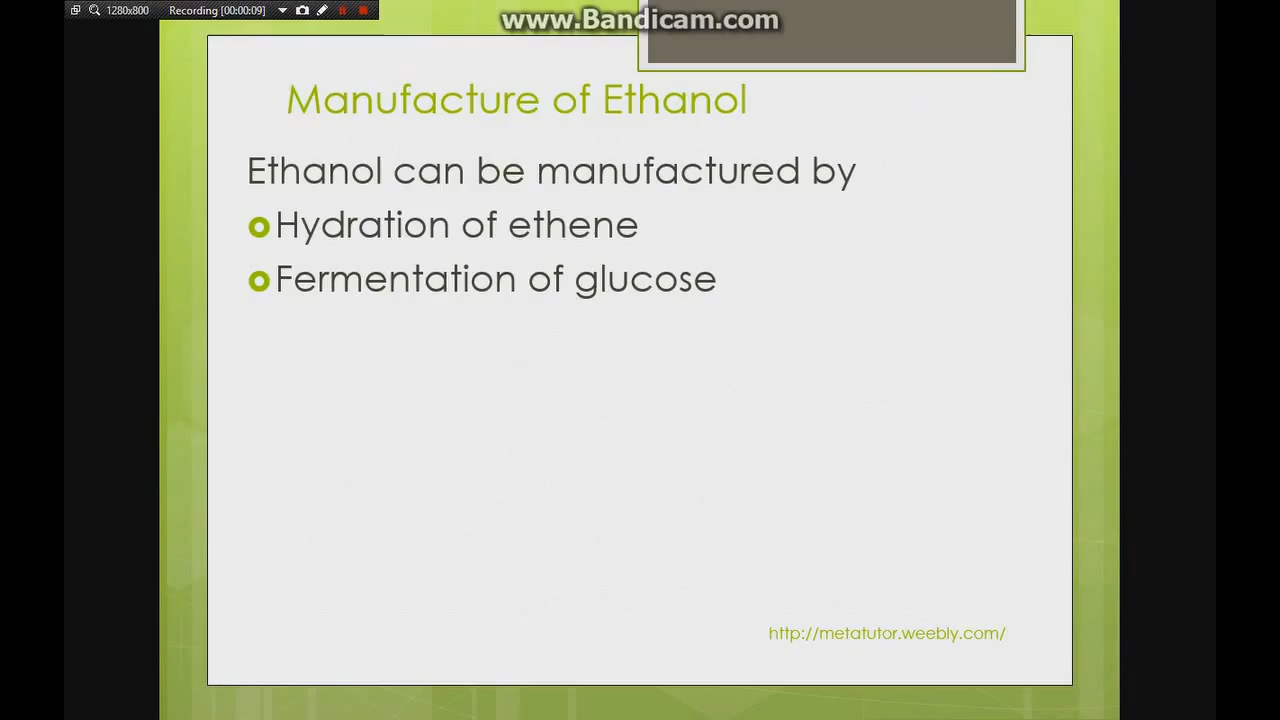 1280x800 Recording [00:00:09]
www.Bandicam.com
Manufacture of Ethanol
Ethanol can be manufactured by
Hydration of ethene
Fermentation of glucose
http://metatutor.weebly.com/